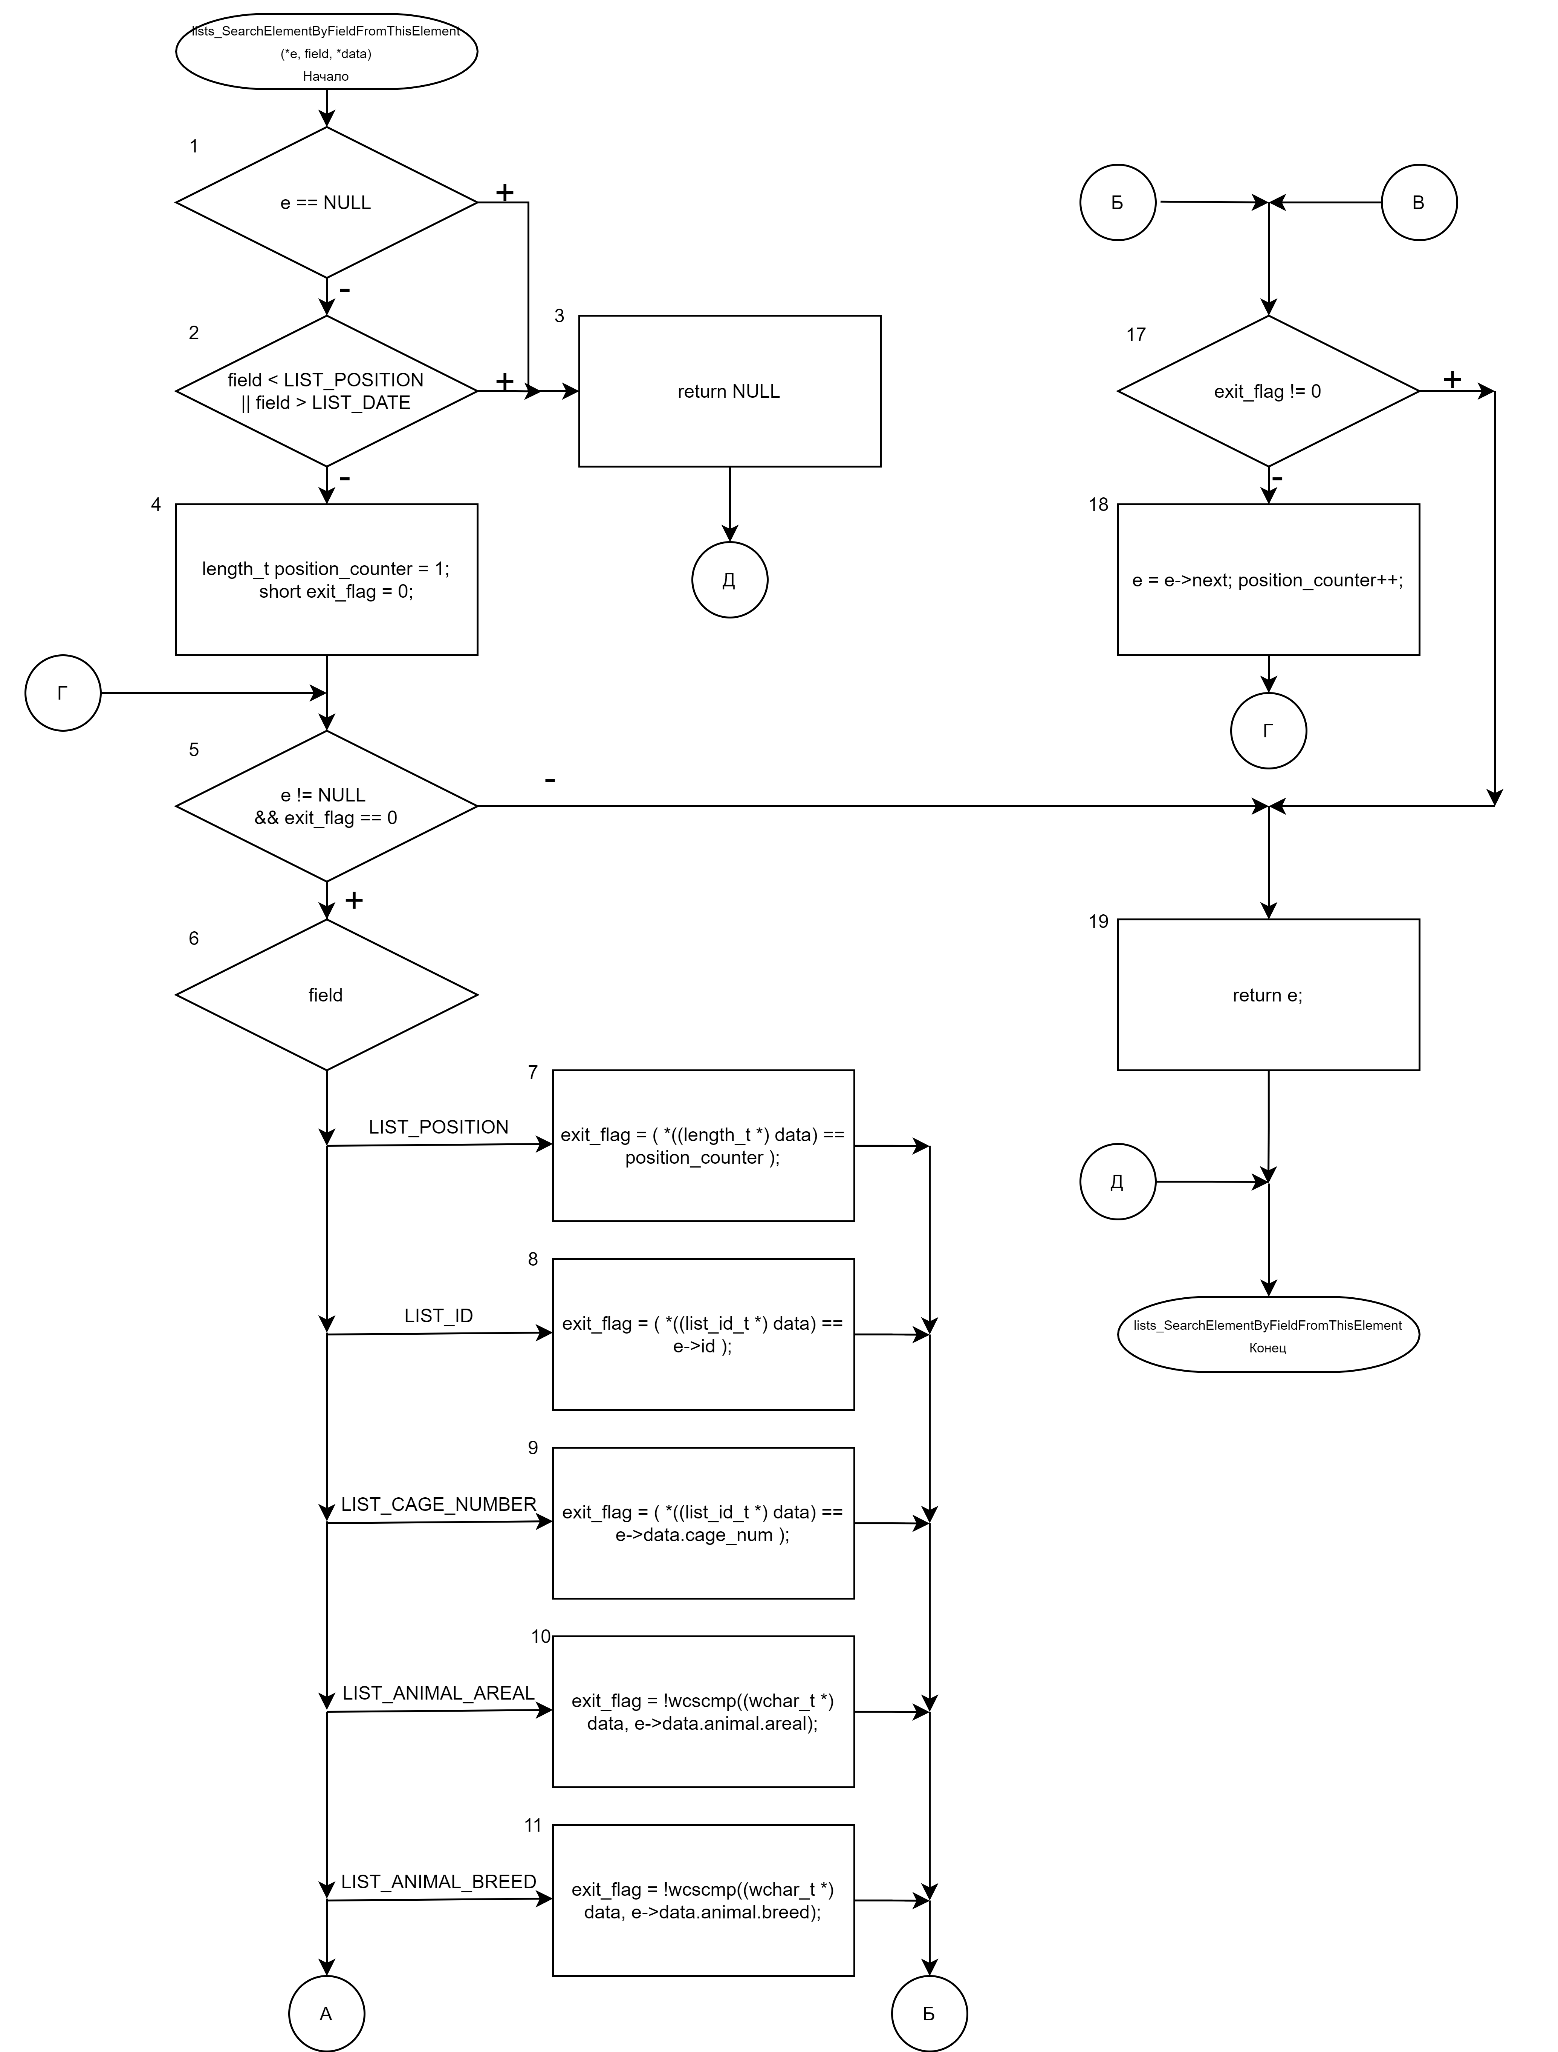 lists_SearchElementByFieldFromThisElement
(*e, field, *data)
Начало
1
e == NULL
+
-
2
field < LIST_POSITION
|| field > LIST_DATE
+
-
3
return NULL
Д
4
length_t position_counter = 1;
short exit_flag = 0;
Г
5
e != NULL
&& exit_flag == 0
-
+
6
field
LIST_POSITION
7
exit_flag = ( *((length_t *) data) ==
position_counter );
LIST_ID
8
exit_flag = ( *((list_id_t *) data) ==
e->id );
LIST_CAGE_NUMBER
9
exit_flag = ( *((list_id_t *) data) ==
e->data.cage_num );
LIST_ANIMAL_AREAL
10
exit_flag = !wcscmp((wchar_t *)
data, e->data.animal.areal);
LIST_ANIMAL_BREED
11
exit_flag = !wcscmp((wchar_t *)
data, e->data.animal.breed);
А
Б
Б
В
17
exit_flag != 0
+
-
18
e = e->next; position_counter++;
Г
19
return e;
Д
lists_SearchElementByFieldFromThisElement
Конец